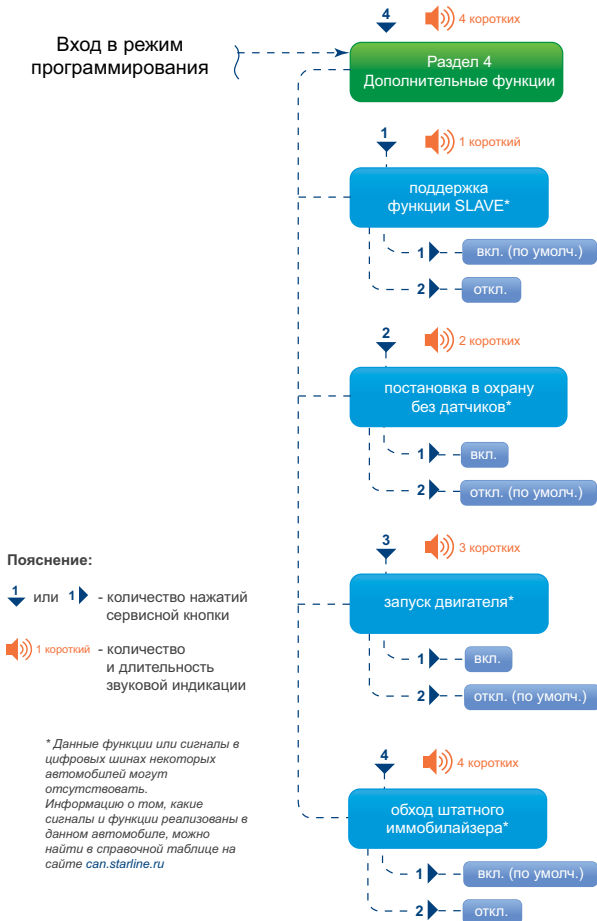 4
4 коротких
Вход в режим
программирования
Раздел 4
Дополнительные функции
1
1 короткий
поддержка
функции SLAVE*
1
вкл. (по умолч.)
2
откл.
2
2 коротких
постановка в охрану
без датчиков*
1
вкл.
2
откл. (по умолч.)
3
3 коротких
запуск двигателя*
1
вкл.
2
откл. (по умолч.)
4
4 коротких
обход штатного
иммобилайзера*
1
вкл. (по умолч.)
2
откл.
Пояснение:
1 или 1 - количество нажатий
сервисной кнопки
1 короткий - количество
и длительность
звуковой индикации
* Данные функции или сигналы в
цифровых шинах некоторых
автомобилей могут
отсутствовать.
Информацию о том, какие
сигналы и функции реализованы в
данном автомобиле, можно
найти в справочной таблице на
сайте can.starline.ru